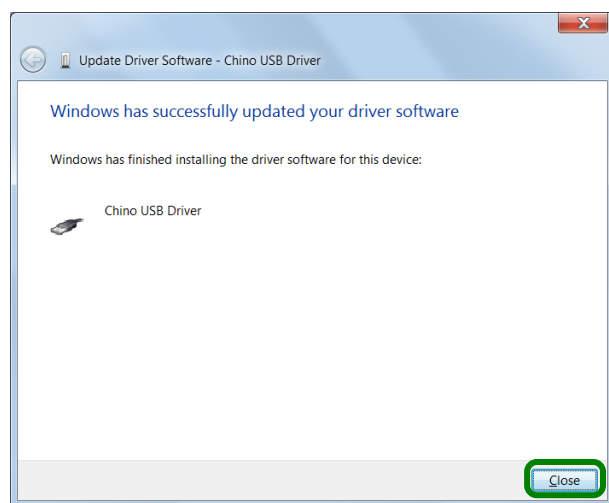 Update Driver Software - Chino USB Driver
Windows has successfully updated your driver software
Windows has finished installing the driver software for this device:
Chino USB Driver
Close